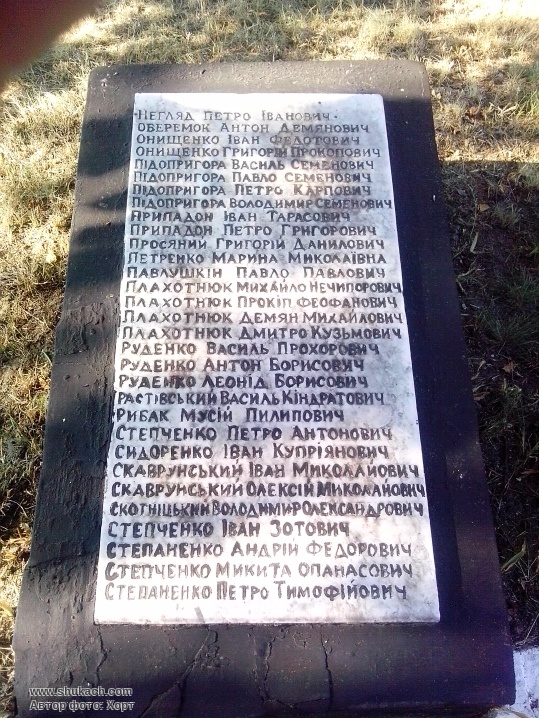 Негляд Петро Іванович.
Оберемок Антон Демянович
Онищенко Іван Федотович
Онищенко Григорій Прокопович
Підопригора Василь Семенович
Підопригора Павло Семенович
Підопригора Петро Карпович
Підопригора Володимир Семенович
Припадон Іван Тарасович
Припадон Петро Григорович
Просяний Григорій Данилович
Петренко Марина Миколаївна
Павлушкін Павло Павлович
Плахотнюк Михайло Нечипорович
Плахотнюк Прокіп Феофанович
Плахотнюк Демян Михайлович
Плахотнюк Дмитро Кузьмович
Руденко Василь Прохорович
Руденко Антон Борисович
Руденко Леонід Борисович
Растівський Василь Кіндратович
Рибак Мусій Пилипович
Степченко Петро Антонович
Сидоренко Іван Купріянович
Скаврунський Іван Миколайович
Скаврунський Олексій Миколайович
Скотніцький Володимир Олександрович
Степченко Іван Зотович
Степаненко Андрій Федорович
Степченко Микита Опанасович
Степаненко Петро Тимофійович
www.shukach.com
Автор фото: Хорт